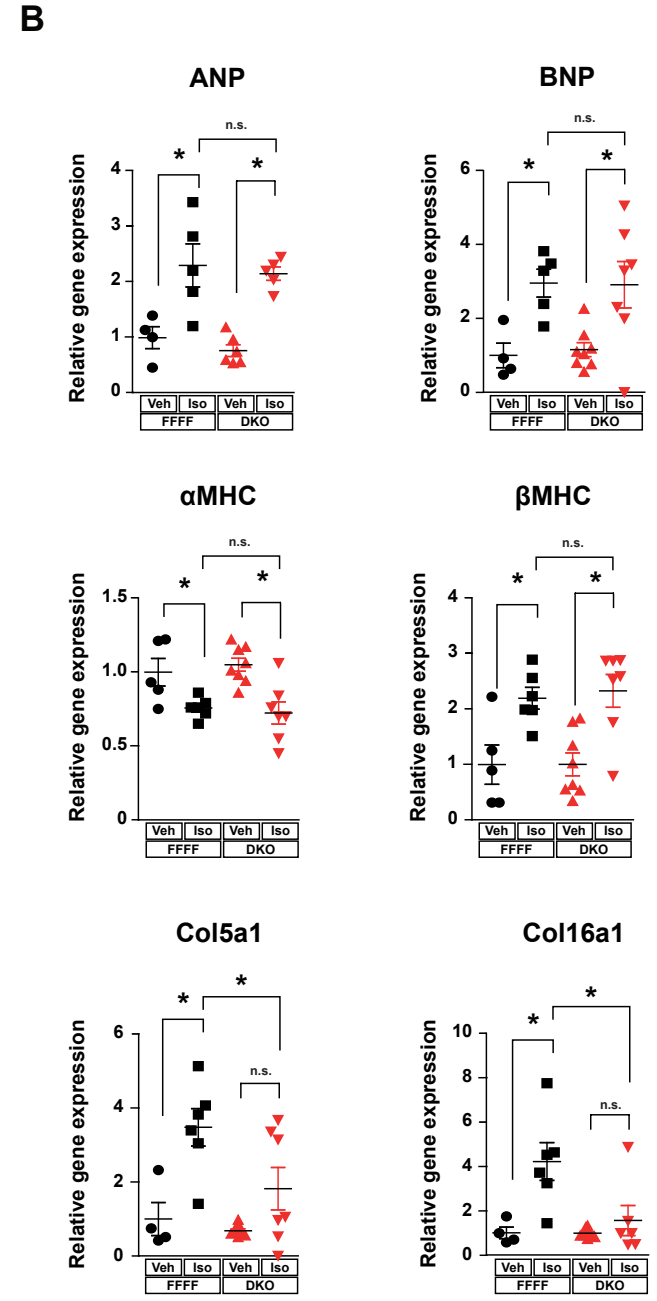 B
ANP
BNP
n.s.
n.s.
*
*
*
*
Relative gene expression
4
3
2
1
0
Relative gene expression
6
4
2
0
Veh Iso Veh Iso
FFFF DKO
Veh Iso Veh Iso
FFFF DKO
αMHC
βMHC
n.s.
n.s.
*
*
*
*
Relative gene expression
1.5
1.0
0.5
0
Relative gene expression
4
3
2
1
0
Veh Iso Veh Iso
FFFF DKO
Veh Iso Veh Iso
FFFF DKO
Col5a1
Col16a1
*
*
n.s.
*
*
n.s.
Relative gene expression
6
4
2
0
Relative gene expression
10
8
6
4
2
0
Veh Iso Veh Iso
FFFF DKO
Veh Iso Veh Iso
FFFF DKO